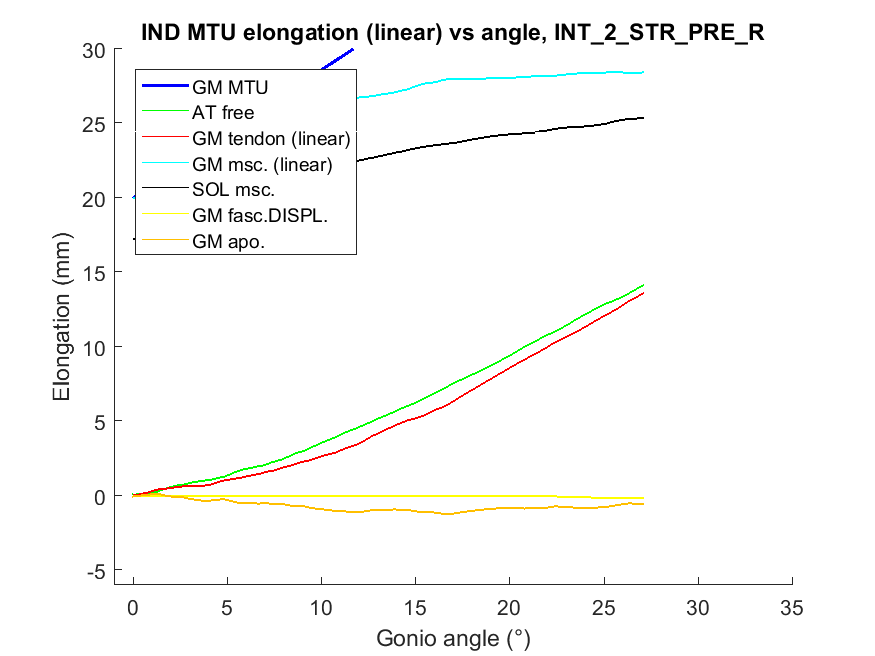 IND MTU elongation (linear) vs angle, INT_2_STR_PRE_R
30
25
20
15
10
5
0
-5
Elongation (mm)
GM MTU
AT free
GM tendon (linear)
GM msc. (linear)
SOL msc.
GM fasc.DISPL.
GM apo.
0 5 10 15 20 25 30 35
Gonio angle (°)